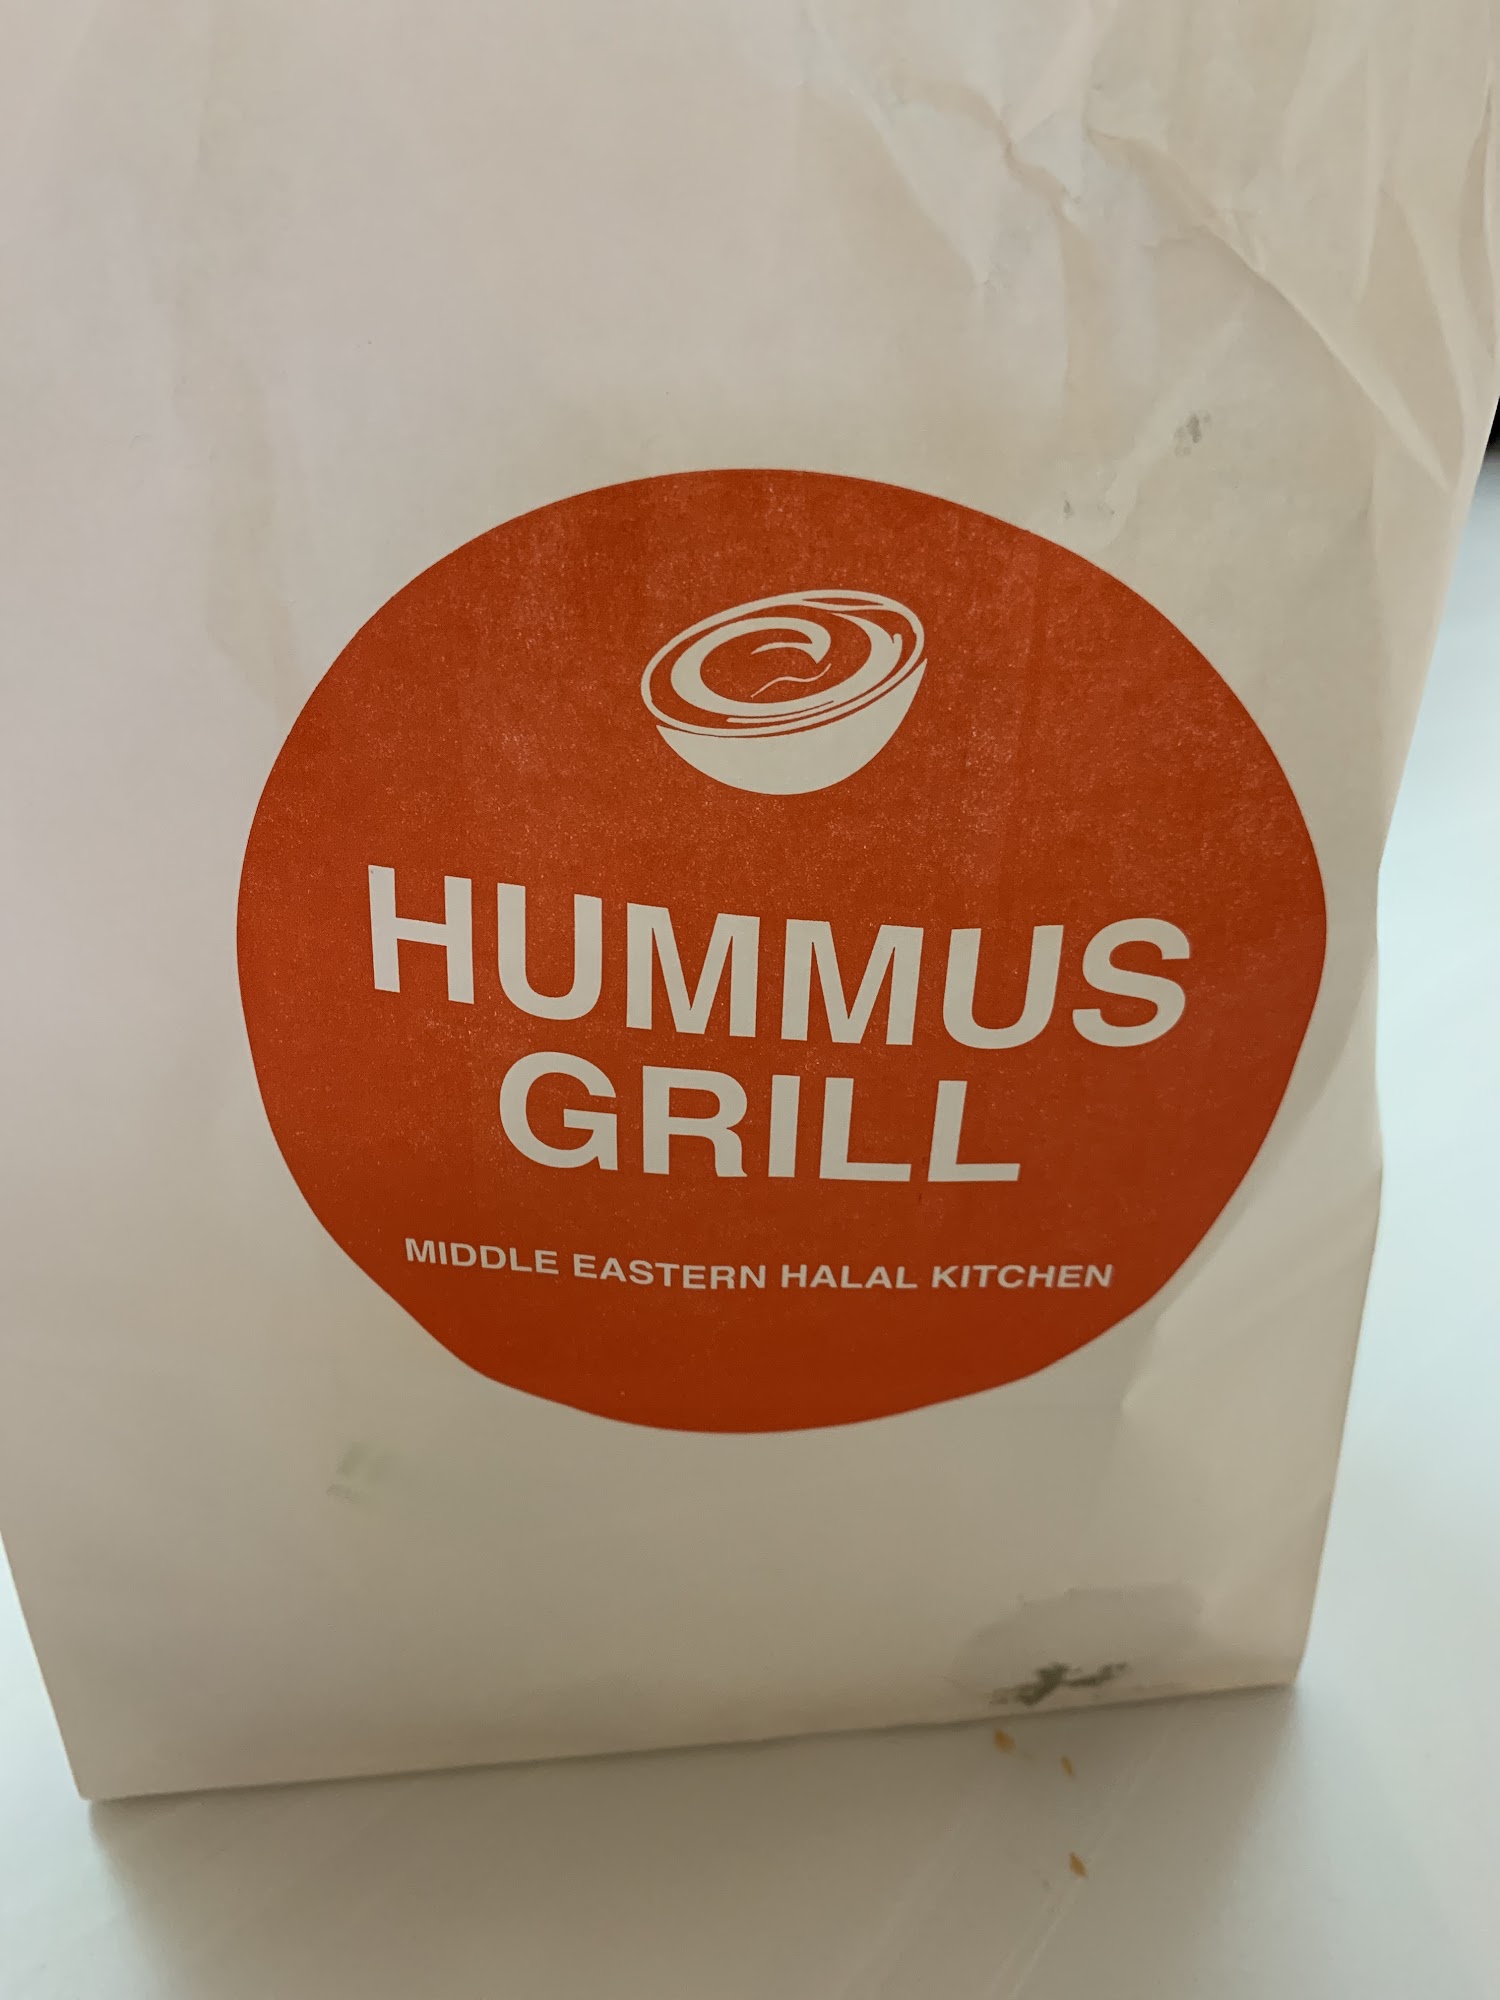 HUMMUS
GRILL
MIDDLE EASTERN HALAL KITCHEN